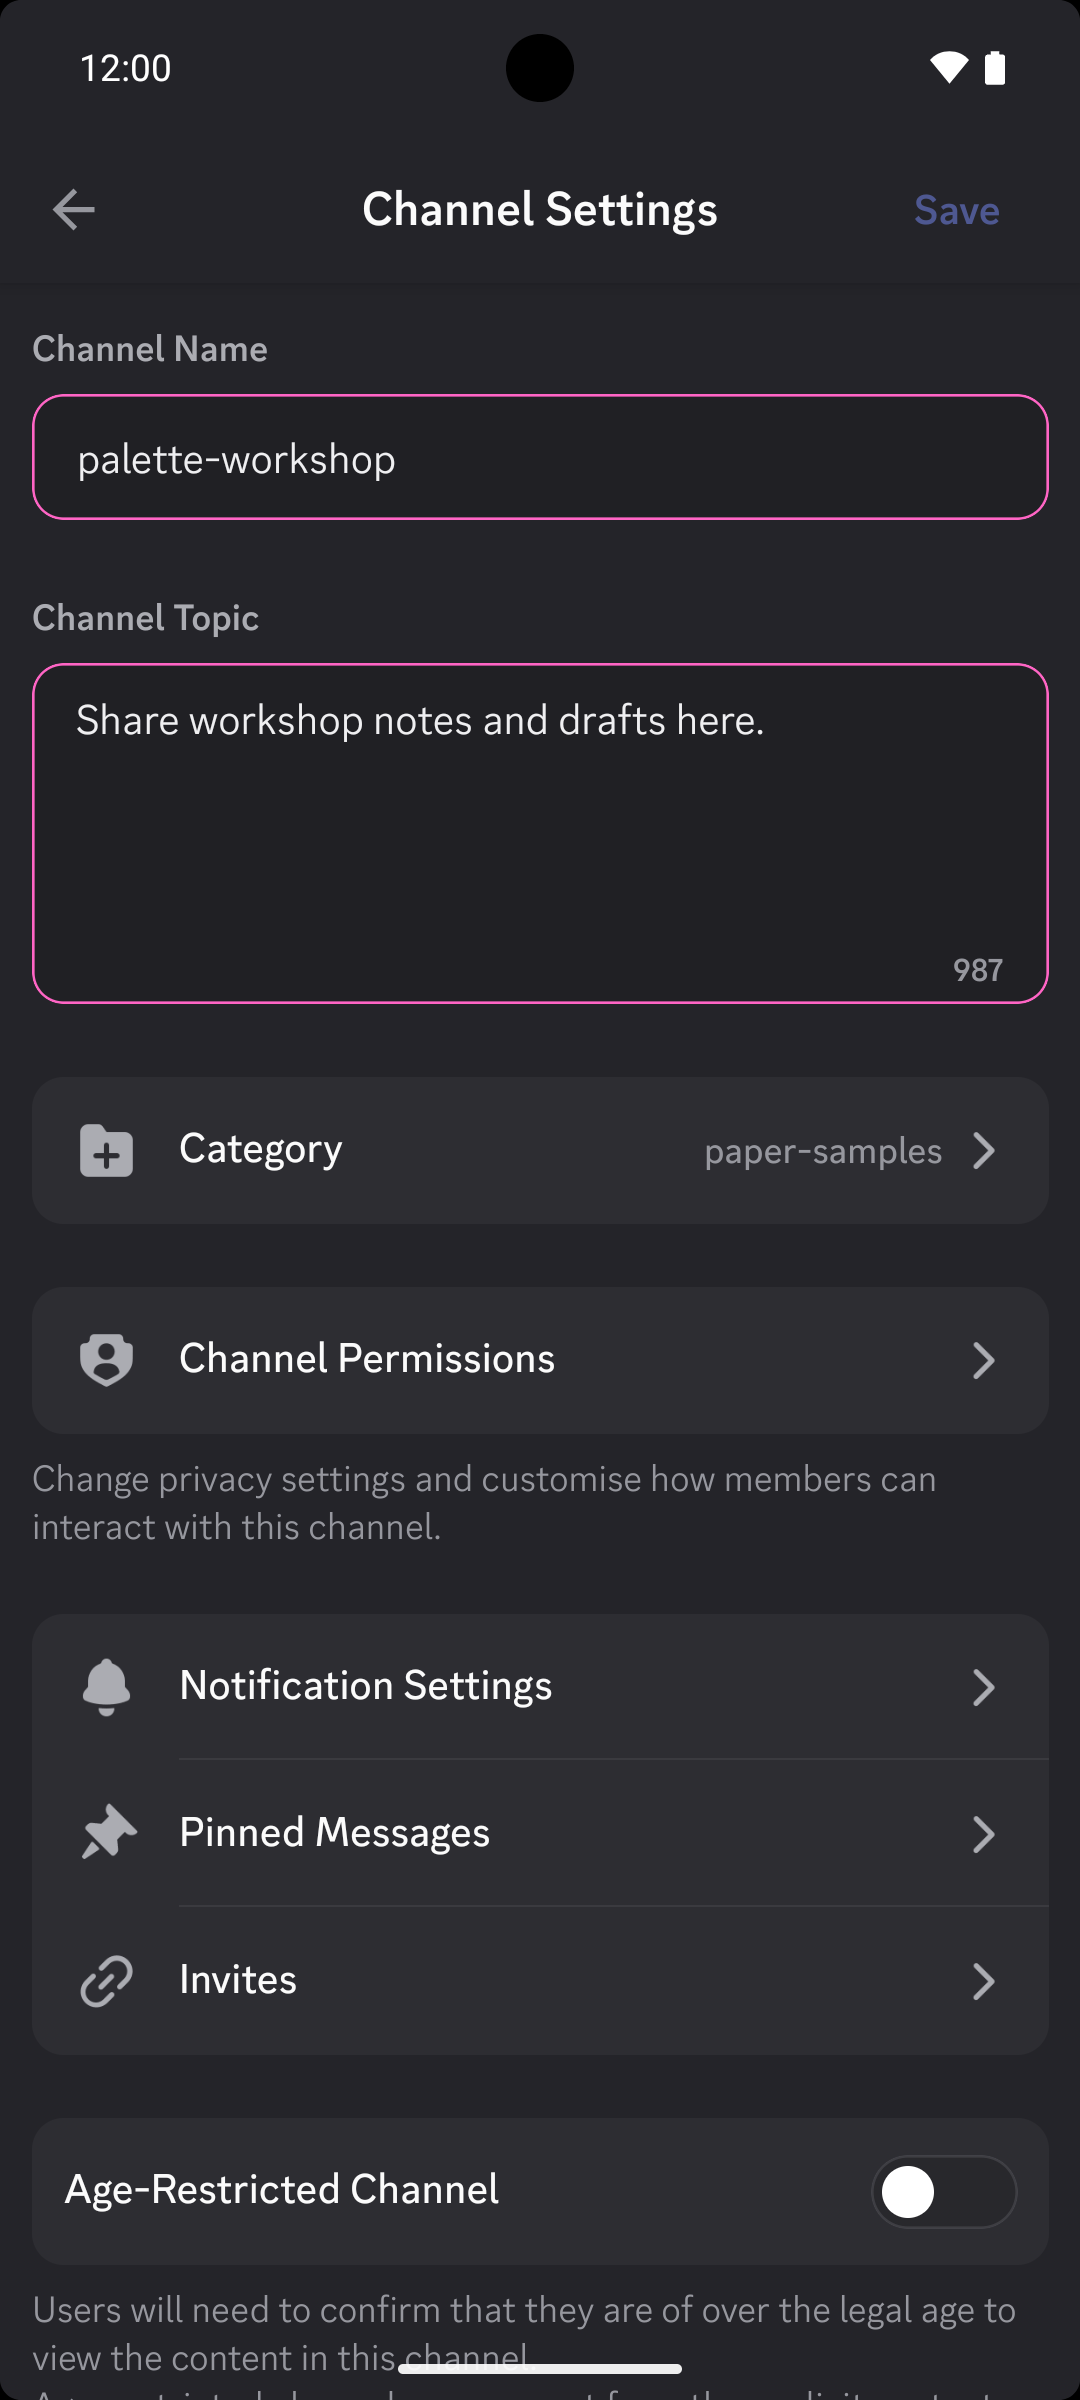 12:00
Channel Settings
Save
Channel Name
palette-workshop
Channel Topic
Share workshop notes and drafts here.
987
Category
paper-samples
Channel Permissions
Change privacy settings and customise how members can
interact with this channel.
Notification Settings
Pinned Messages
Invites
Age-Restricted Channel
Users will need to confirm that they are of over the legal age to
view the content in this channel.